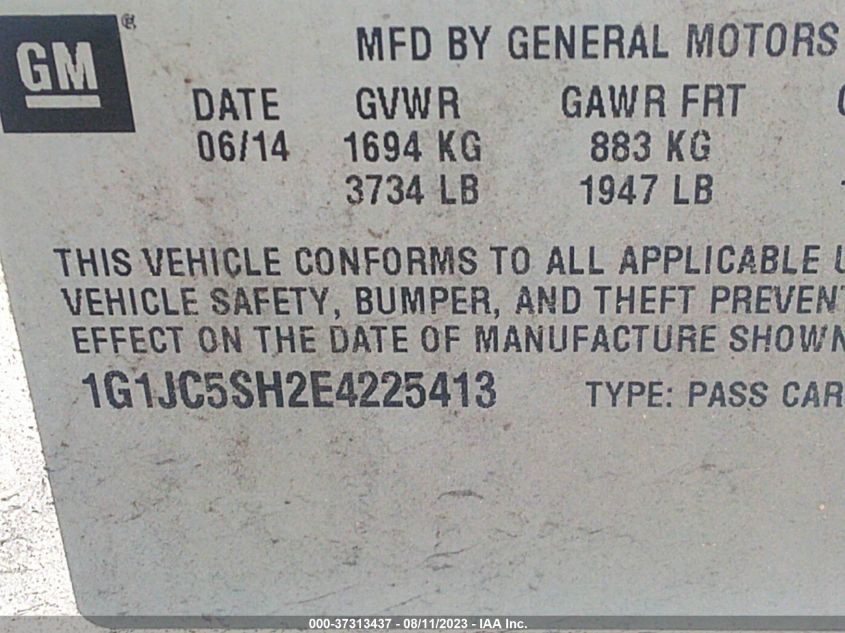 GM®
MFD BY GENERAL MOTORS
DATE GVWR GAWR FRT
06/14 1694 KG 883 KG
3734 LB 1947 LB
THIS VEHICLE CONFORMS TO ALL APPLICABLE U
VEHICLE SAFETY, BUMPER, AND THEFT PREVENT
EFFECT ON THE DATE OF MANUFACTURE SHOWN
1G1JC5SH2E4225413 TYPE: PASS CAR
000-37313437 - 08/11/2023 - IAA Inc.